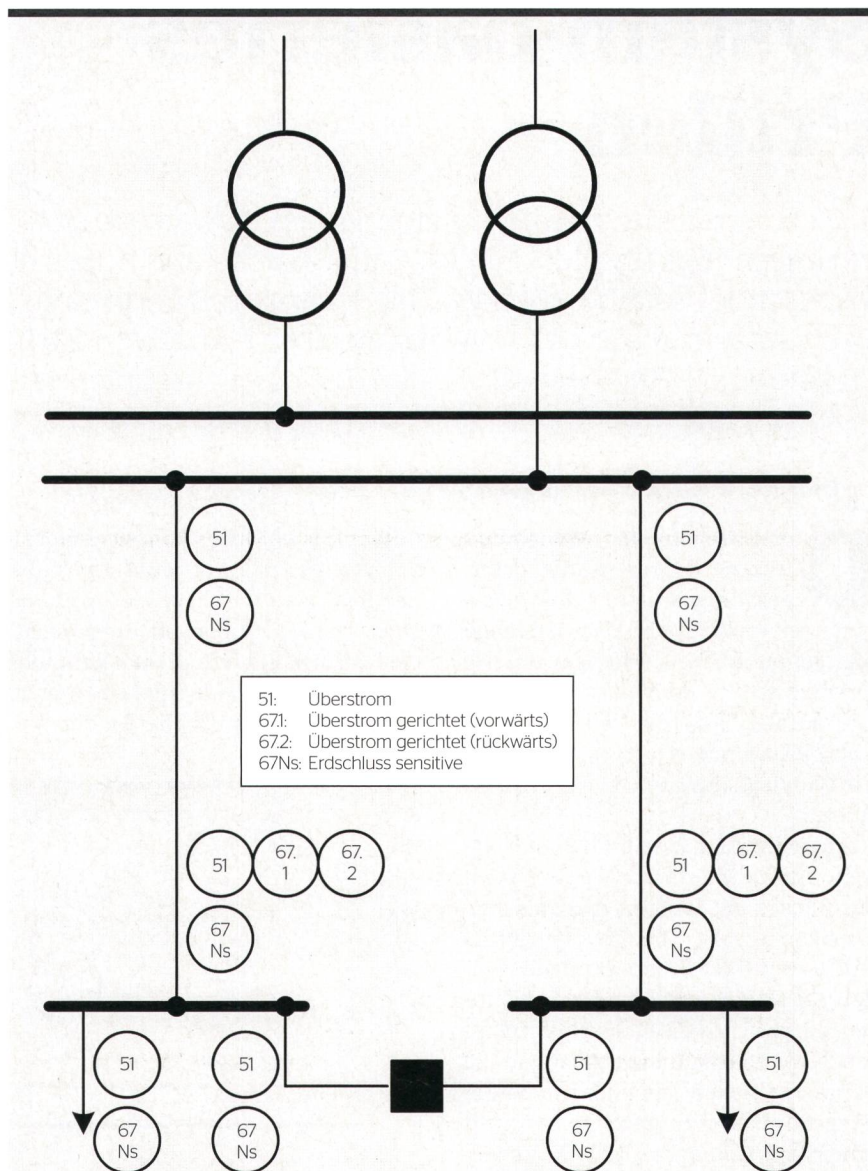 51
51
67
Ns
67
Ns
51: Überstrom
67.1: Überstrom gerichtet (vorwärts)
67.2: Überstrom gerichtet (rückwärts)
67Ns: Erdschluss sensitive
51
67.
1
67.
2
51
67.
1
67.
2
67
Ns
67
Ns
51
51
51
51
67
Ns
67
Ns
67
Ns
67
Ns